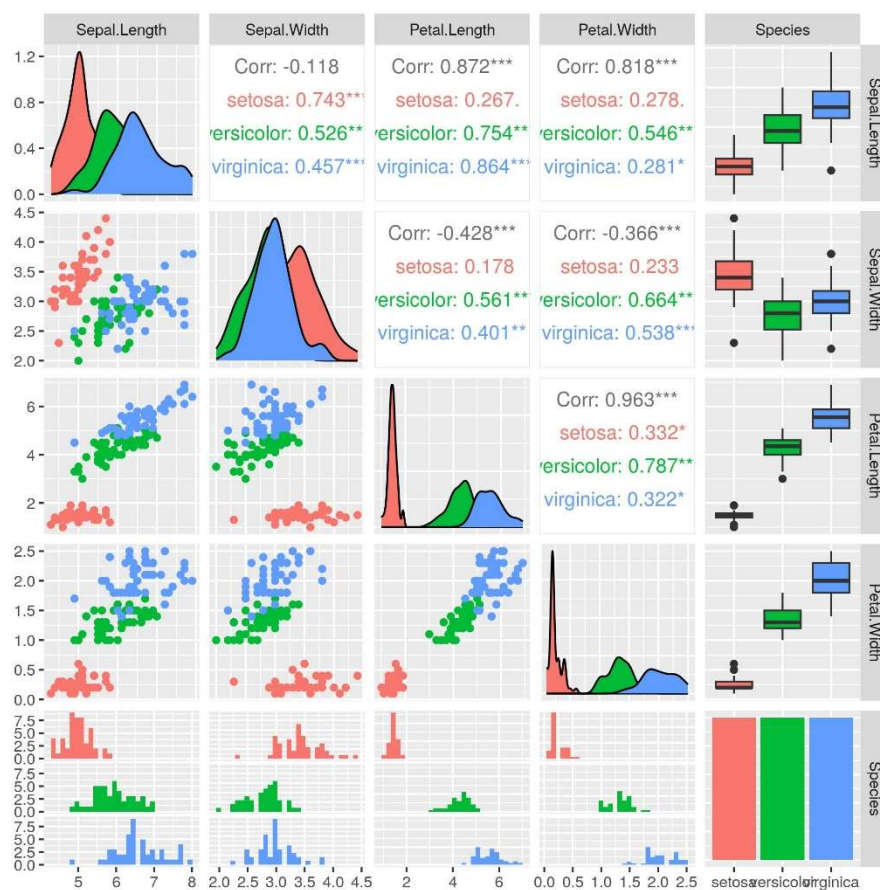 Sepal.Length Sepal.Width Petal.Length Petal.Width Species
1.2
0.8
0.4
0.0
Corr: -0.118
setosa: 0.743**
versicolor: 0.526**
virginica: 0.457**
Corr: 0.872***
setosa: 0.267.
versicolor: 0.754**
virginica: 0.864**
Corr: 0.818***
setosa: 0.278.
versicolor: 0.546**
virginica: 0.281*
Sepal.Length
4.5
4.0
3.5
3.0
2.5
2.0
Corr: -0.428***
setosa: 0.178
versicolor: 0.561**
virginica: 0.401**
Corr: -0.366***
setosa: 0.233
versicolor: 0.664**
virginica: 0.538**
Sepal.Width
6
4
2
Corr: 0.963***
setosa: 0.332*
versicolor: 0.787**
virginica: 0.322*
Petal.Length
2.5
2.0
1.5
1.0
0.5
0.0
Petal.Width
7.5
5.0
2.5
0.0
7.5
5.0
2.5
0.0
7.5
5.0
2.5
0.0
Species
5 6 7 8 2.0 2.5 3.0 3.5 4.0 4.5 2 4 6 0.0 0.5 1.0 1.5 2.0 2.5 setosa versicolor virginica